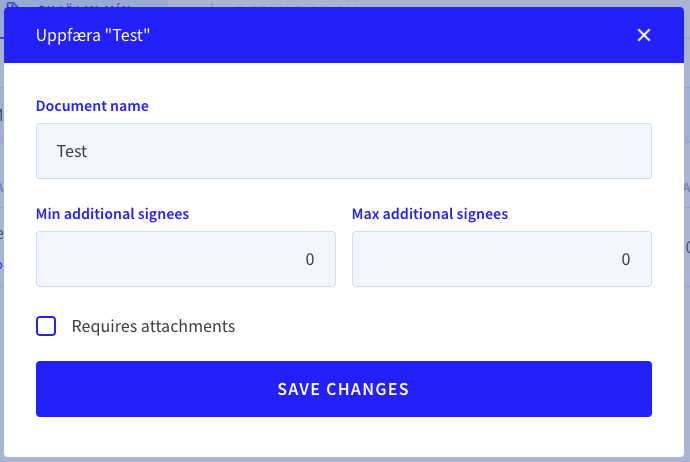 Uppfæra "Test"
Document name
Test
Min additional signees
Max additional signees
0
0
Requires attachments
SAVE CHANGES